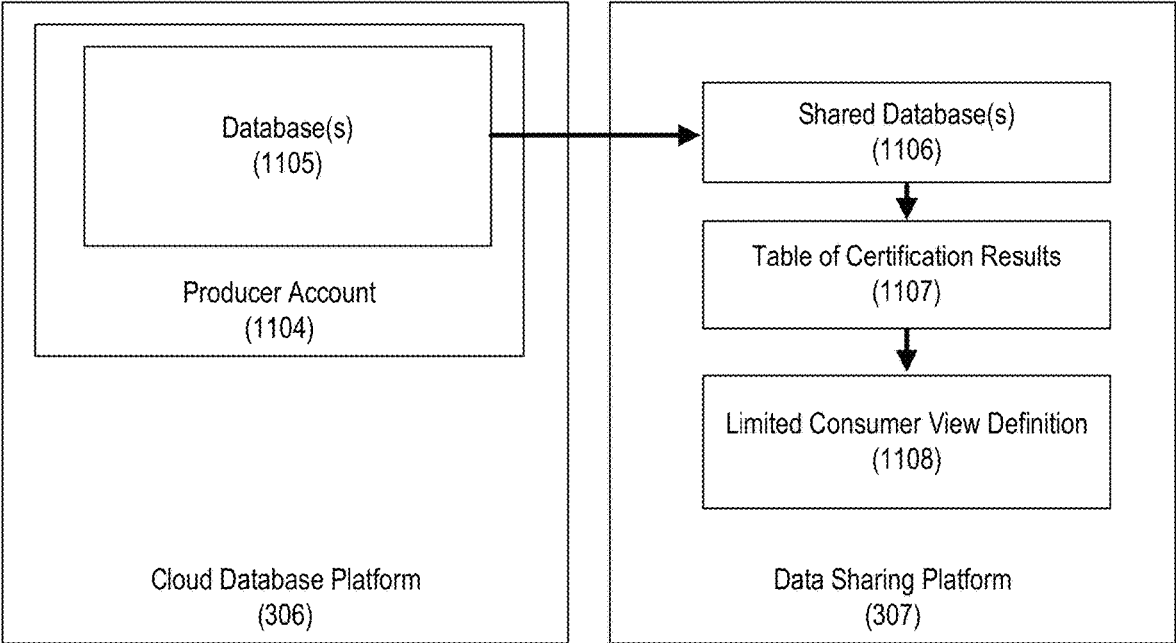 Database(s)
(1105)
Producer Account
(1104)
Cloud Database Platform
(306)
Shared Database(s)
(1106)
Table of Certification Results
(1107)
Limited Consumer View Definition
(1108)
Data Sharing Platform
(307)